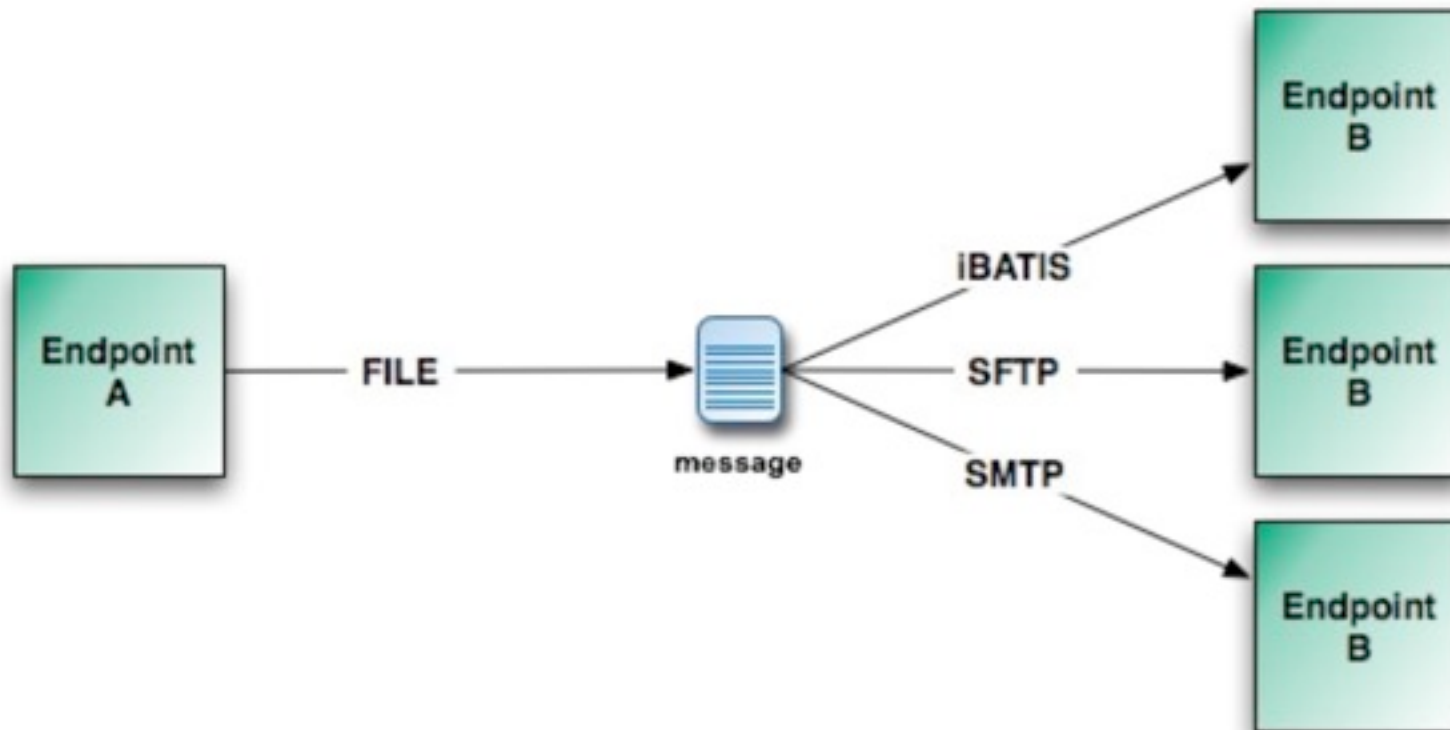 Endpoint
B
iBATIS
Endpoint
A
FILE
SFTP
Endpoint
B
message
SMTP
Endpoint
B